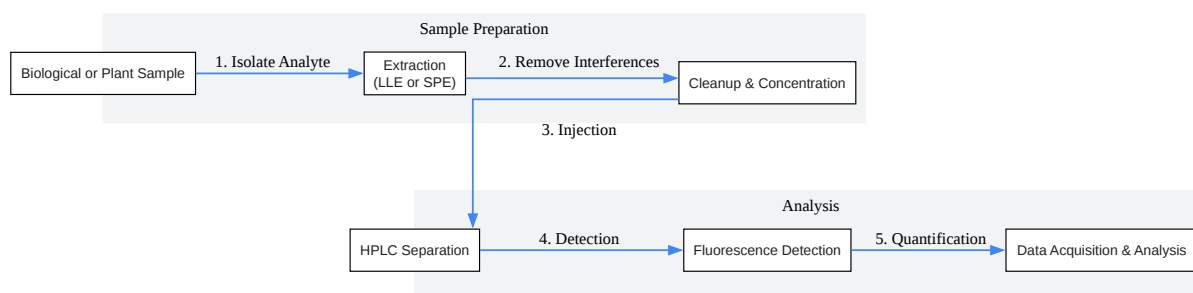 Sample Preparation
Biological or Plant Sample
1. Isolate Analyte
Extraction
(LLE or SPE)
2. Remove Interferences
Cleanup & Concentration
3. Injection
Analysis
HPLC Separation
4. Detection
Fluorescence Detection
5. Quantification
Data Acquisition & Analysis